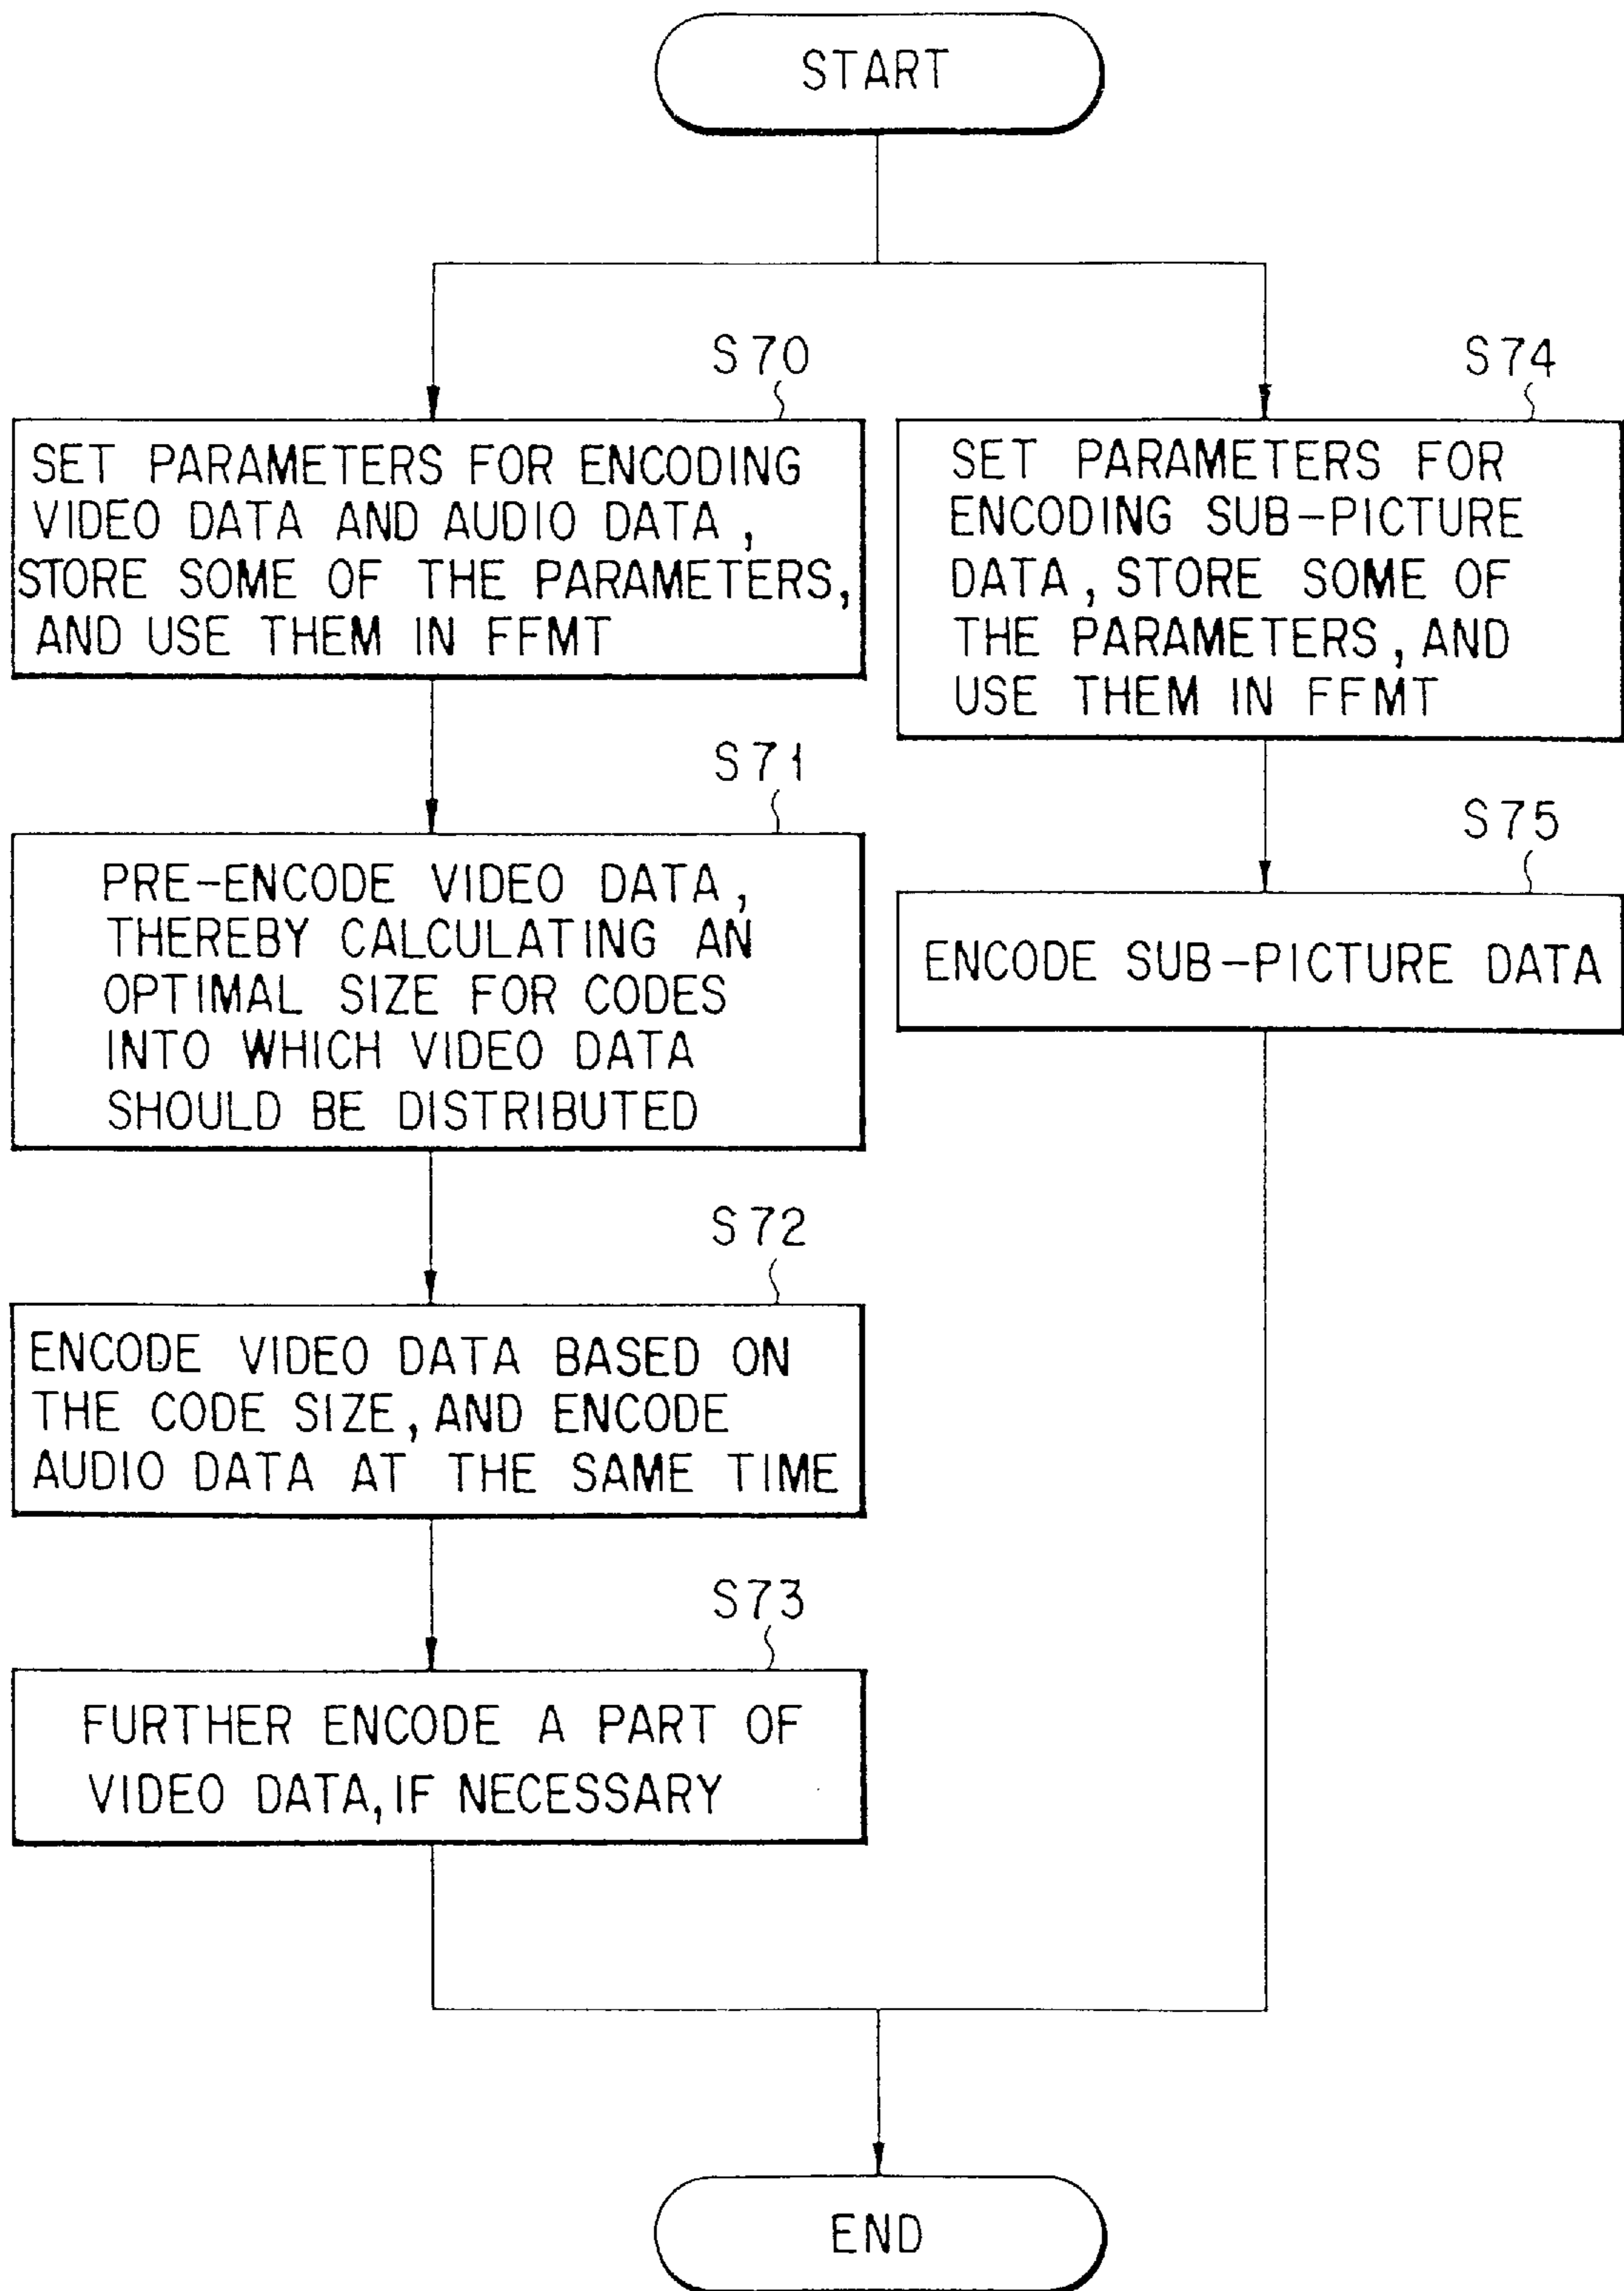 START
S70
SET PARAMETERS FOR ENCODING
VIDEO DATA AND AUDIO DATA,
STORE SOME OF THE PARAMETERS,
AND USE THEM IN FFMT
S71
PRE-ENCODE VIDEO DATA,
THEREBY CALCULATING AN
OPTIMAL SIZE FOR CODES
INTO WHICH VIDEO DATA
SHOULD BE DISTRIBUTED
S72
ENCODE VIDEO DATA BASED ON
THE CODE SIZE, AND ENCODE
AUDIO DATA AT THE SAME TIME
S73
FURTHER ENCODE A PART OF
VIDEO DATA, IF NECESSARY
S74
SET PARAMETERS FOR
ENCODING SUB-PICTURE
DATA, STORE SOME OF
THE PARAMETERS, AND
USE THEM IN FFMT
S75
ENCODE SUB-PICTURE DATA
END